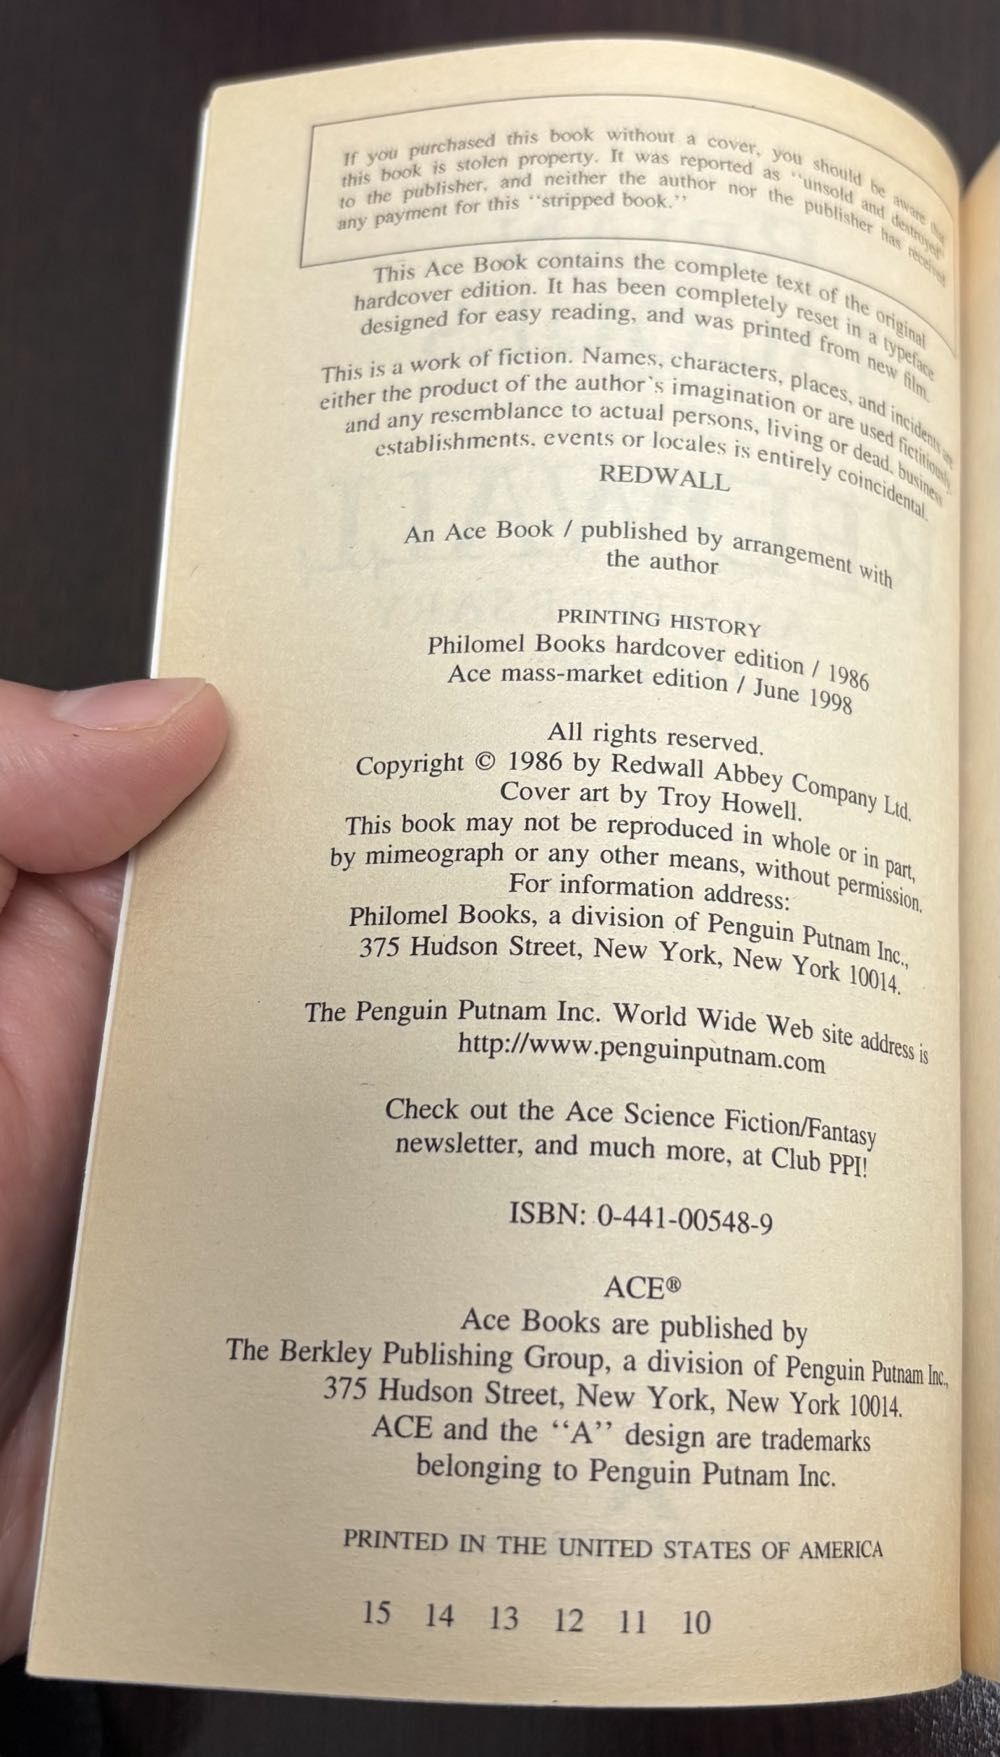 If you purchased this book without a cover, you should be aware that
this book is stolen property. It was reported as "unsold and destroyed"
to the publisher, and neither the author nor the publisher has received
any payment for this "stripped book."
This Ace Book contains the complete text of the original
hardcover edition. It has been completely reset in a typeface
designed for easy reading, and was printed from new film.
This is a work of fiction. Names, characters, places, and incidents are
either the product of the author's imagination or are used fictitiously,
and any resemblance to actual persons, living or dead, business
establishments, events or locales is entirely coincidental.
REDWALL
An Ace Book / published by arrangement with
the author
PRINTING HISTORY
Philomel Books hardcover edition / 1986
Ace mass-market edition / June 1998
All rights reserved.
Copyright © 1986 by Redwall Abbey Company Ltd.
Cover art by Troy Howell.
This book may not be reproduced in whole or in part,
by mimeograph or any other means, without permission.
For information address:
Philomel Books, a division of Penguin Putnam Inc.,
375 Hudson Street, New York, New York 10014.
The Penguin Putnam Inc. World Wide Web site address is
http://www.penguinputnam.com
Check out the Ace Science Fiction/Fantasy
newsletter, and much more, at Club PPI!
ISBN: 0-441-00548-9
ACE®
Ace Books are published by
The Berkley Publishing Group, a division of Penguin Putnam Inc.,
375 Hudson Street, New York, New York 10014.
ACE and the "A" design are trademarks
belonging to Penguin Putnam Inc.
PRINTED IN THE UNITED STATES OF AMERICA
15 14 13 12 11 10